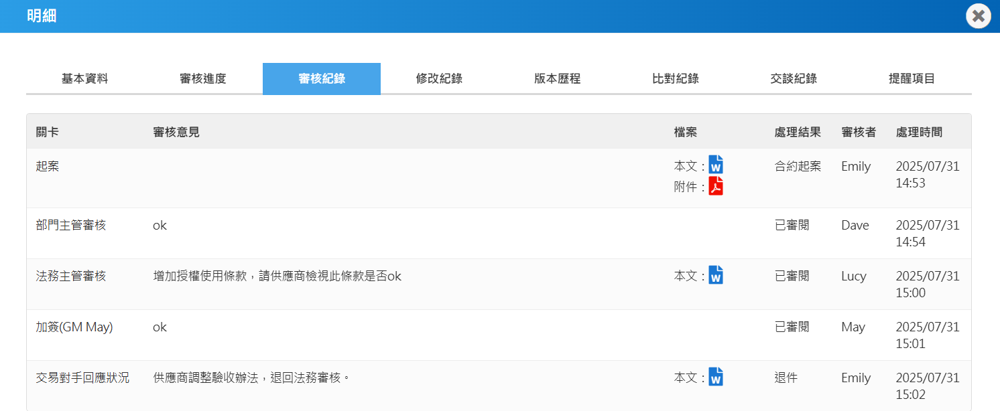 明細
基本資料 審核進度 審核紀錄 修改紀錄 版本歷程 比對紀錄 交談紀錄 提醒項目
關卡 審核意見 檔案 處理結果 審核者 處理時間
起案 本文： 合約起案 Emily 2025/07/31
附件： 14:53
部門主管審核 ok 已審閱 Dave 2025/07/31
14:54
法務主管審核 增加授權使用條款，請供應商檢視此條款是否ok 本文： 已審閱 Lucy 2025/07/31
15:00
加簽(GM May) ok 已審閱 May 2025/07/31
15:01
交易對手回應狀況 供應商調整驗收辦法，退回法務審核。 本文： 退件 Emily 2025/07/31
15:02